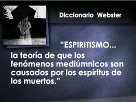 Diccionario Webster
"ESPIRITISMO...
la teoría de que los
fenómenos mediúmnicos son
causados por los espíritus de
los muertos."